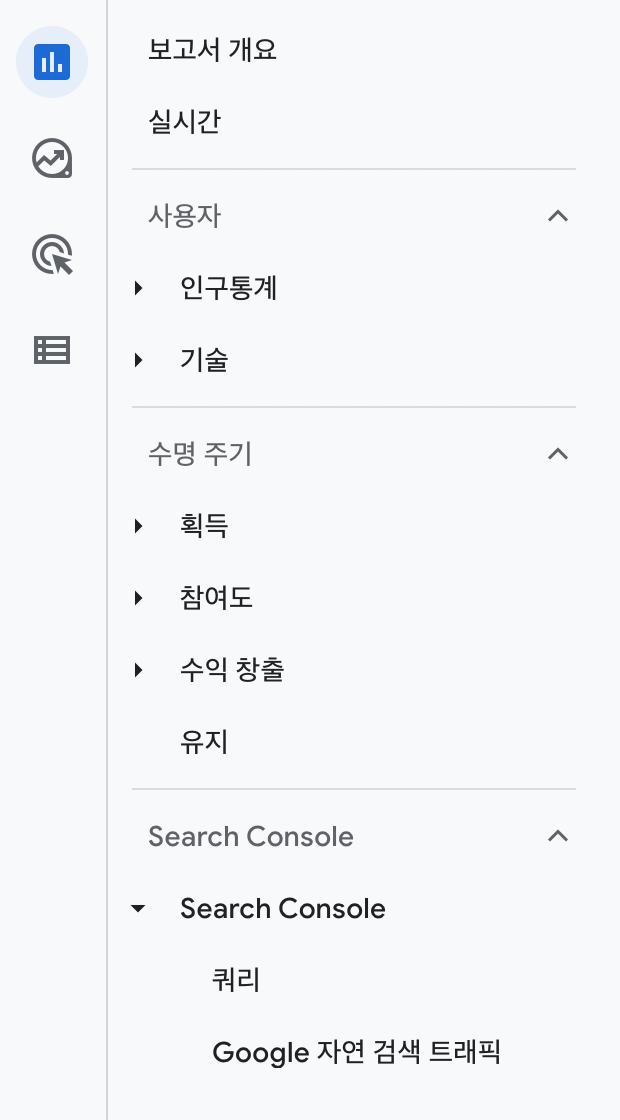 보고서 개요
실시간
사용자
인구통계
기술
수명 주기
획득
참여도
수익 창출
유지
Search Console
Search Console
쿼리
Google 자연 검색 트래픽